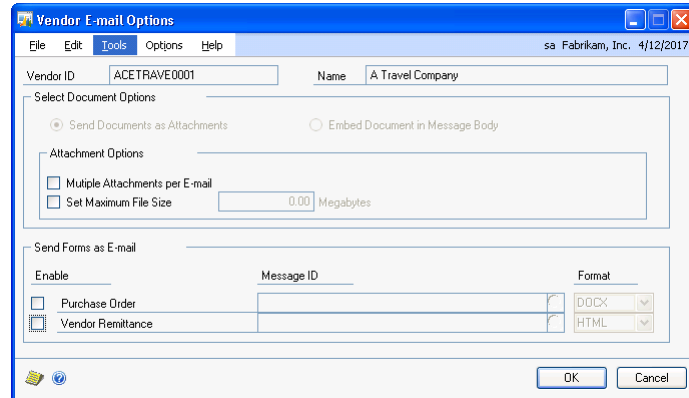 Vendor E-mail Options
File Edit Tools Options Help sa Fabrikam, Inc. 4/12/2017
Vendor ID ACETRAVE0001 Name A Travel Company
Select Document Options
Send Documents as Attachments Embed Document in Message Body
Attachment Options
Mutiple Attachments per E-mail
Set Maximum File Size 0.00 Megabytes
Send Forms as E-mail
Enable Message ID Format
Purchase Order DOCX
Vendor Remittance HTML
OK Cancel